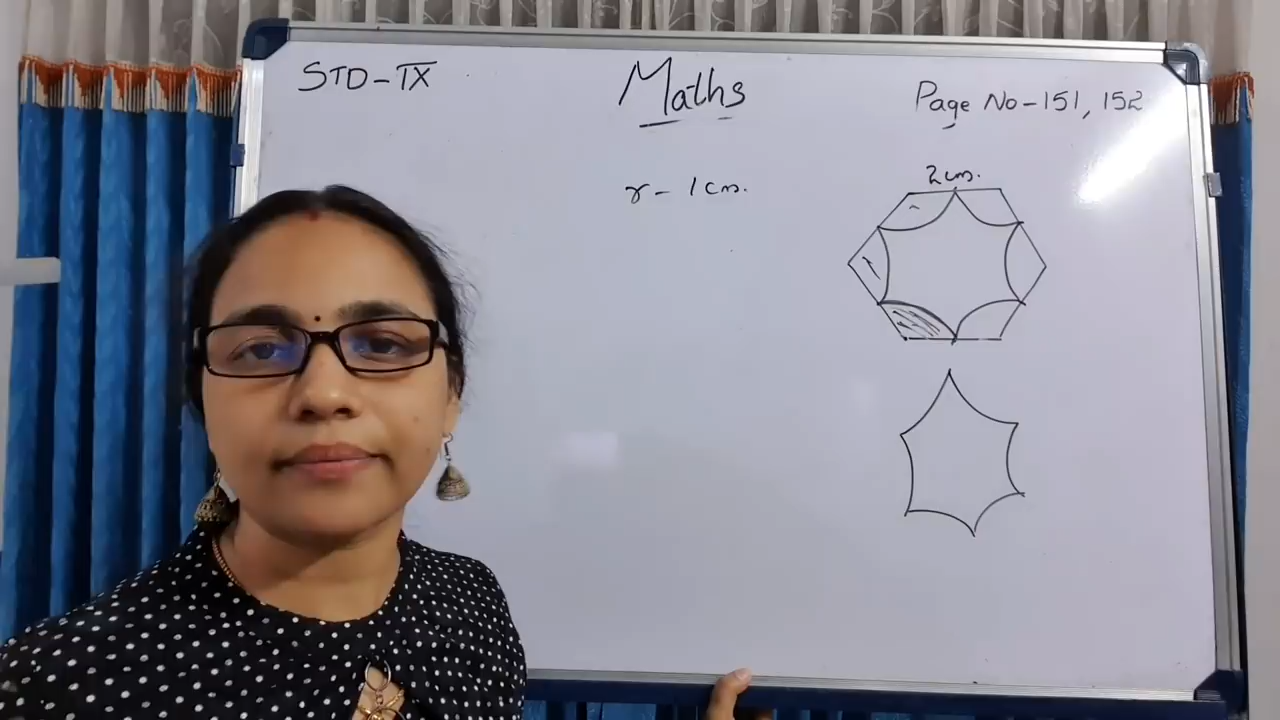 STD-IX
Maths
Page No-151, 152
r- 1cm.
2cm.